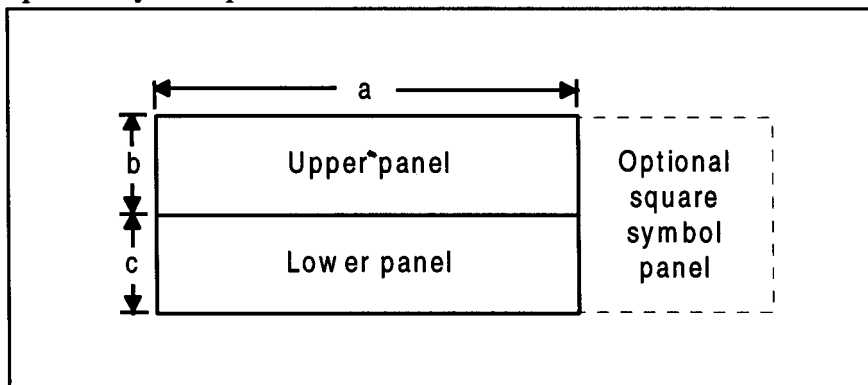 a
b
Upper panel
c
Lower panel
Optional
square
symbol
panel